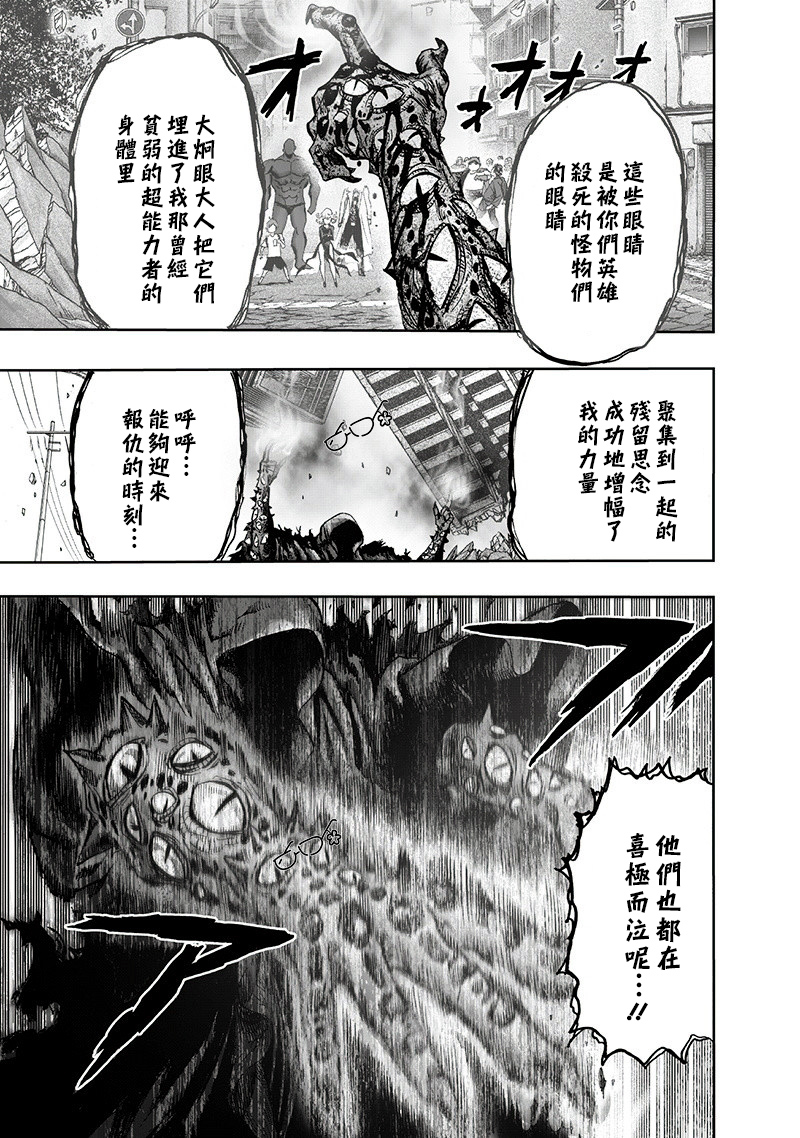 這些眼睛
是被你們英雄
殺死的怪物們
的眼睛
オオオオ
大炯眼大人把它們
埋進了我那曾經
貧弱的超能力者的
身體里
聚集到一起的
殘留思念
成功地增幅了
我的力量
呼呼…
能夠迎來
報仇的時刻…
他們也都在
喜極而泣呢…!!